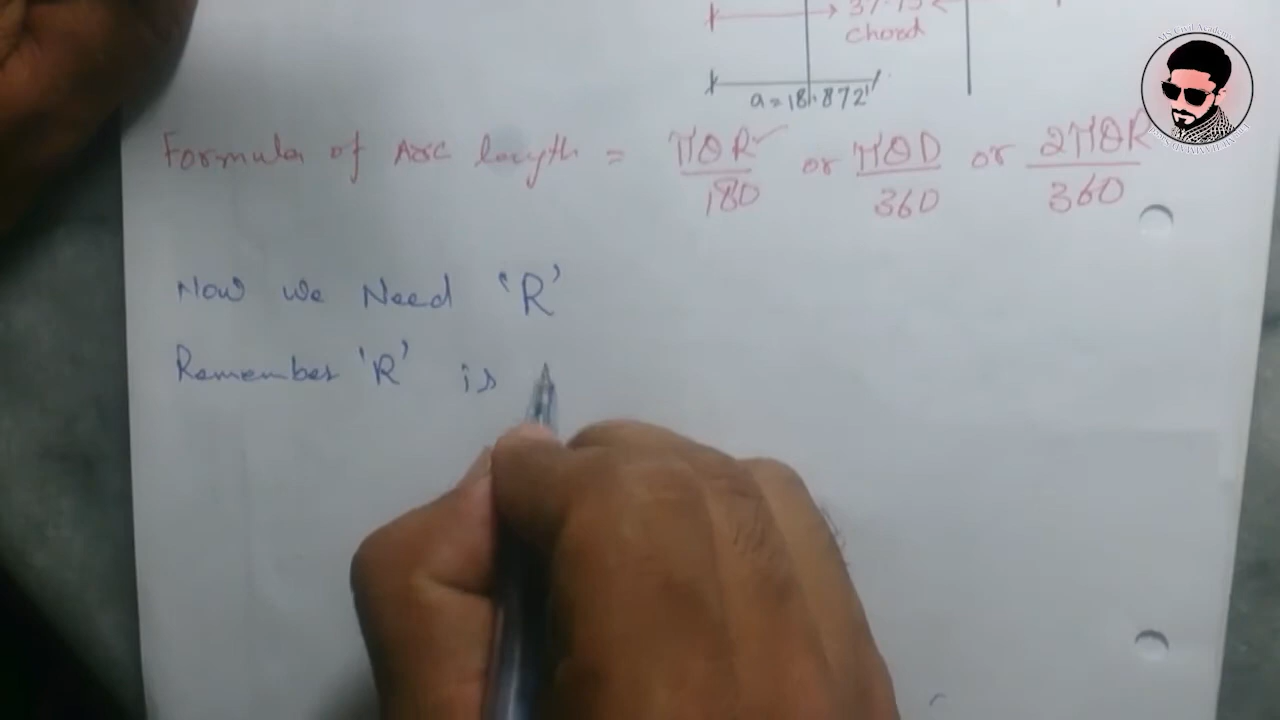 chord
a = 18.872'
Formula of Arc length = πθR/180 or πθD/360 or 2πθR/360
Now we Need 'R'
Remember 'R' is